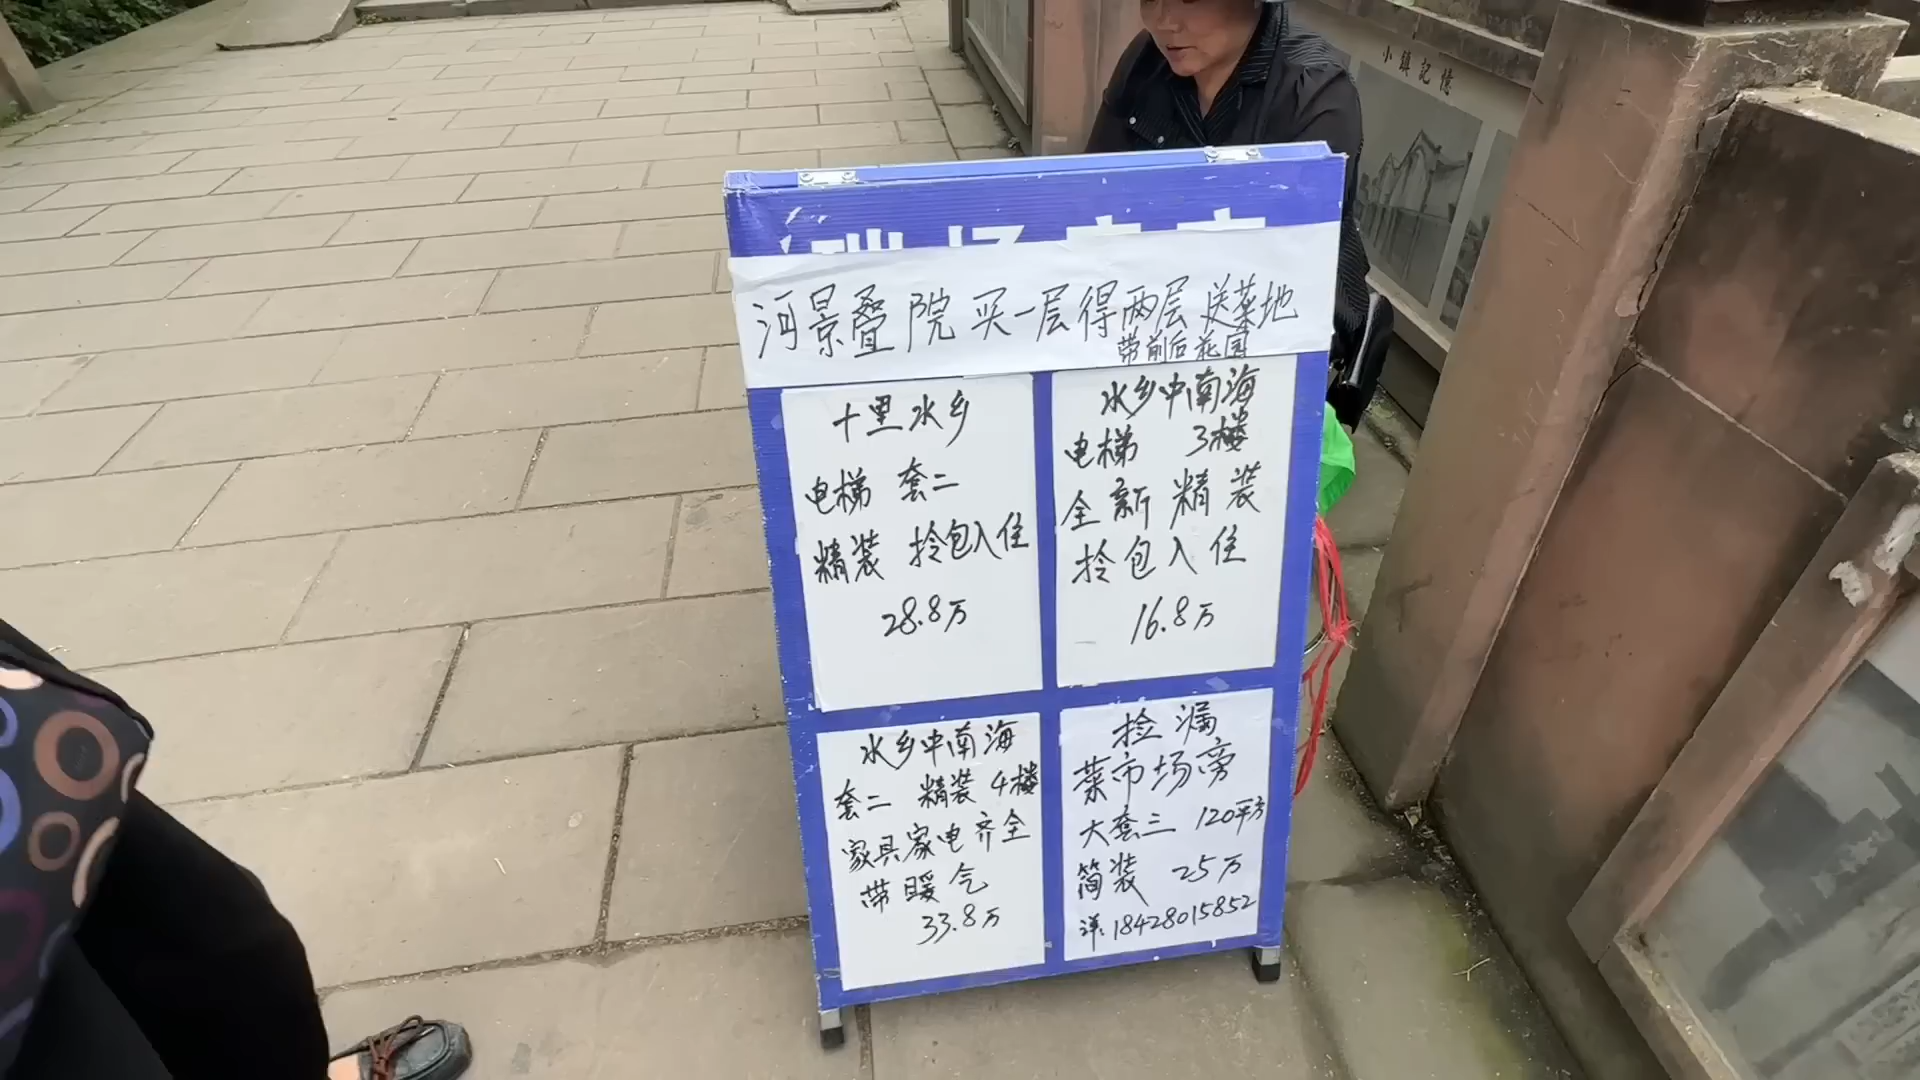 小鎮記憶
河景叠院 买一层得两层 送菜地
带前后花园
十里水乡
电梯 套二
精装 拎包入住
28.8万
水乡中南海
电梯 3楼
全新精装
拎包入住
16.8万
水乡中南海
套二 精装 4楼
家具家电齐全
带暖气
33.8万
捡漏
菜市场旁
大套三 120平方
简装 25万
详:18428015852